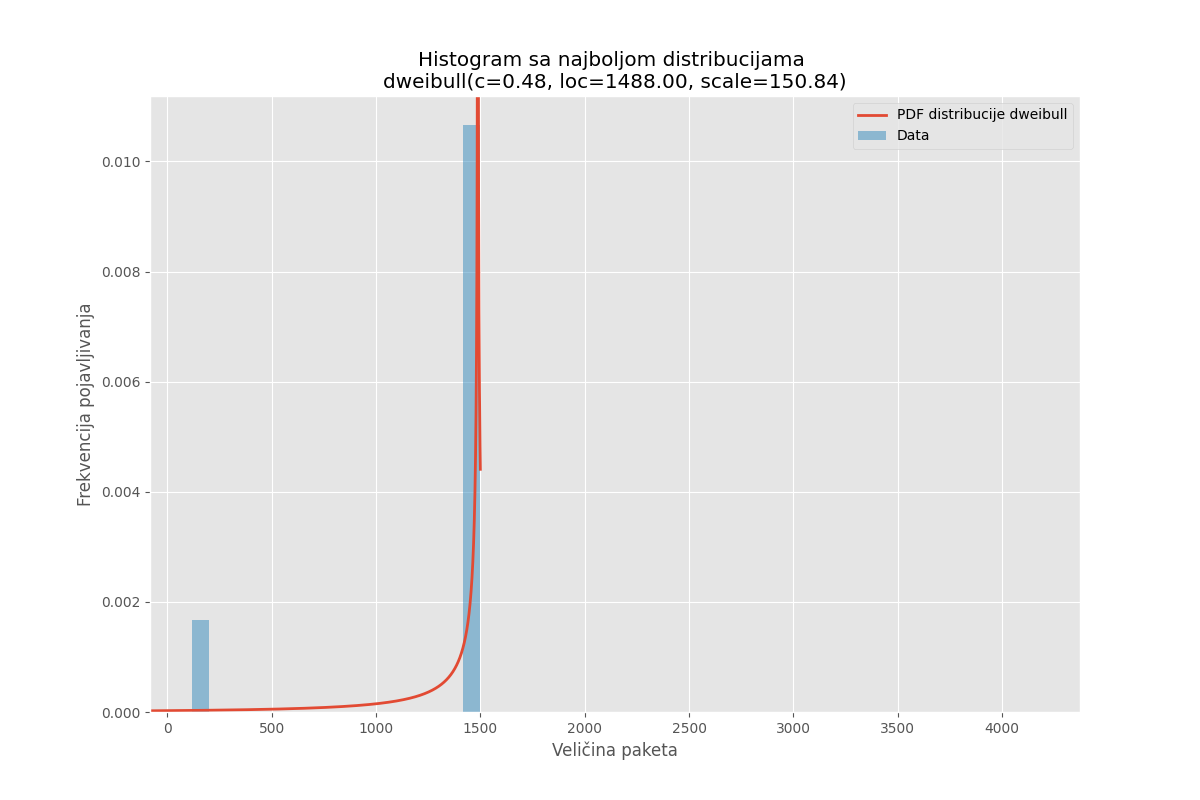 Histogram sa najboljom distribucijama
dweibull(c=0.48, loc=1488.00, scale=150.84)
PDF distribucije dweibull
Data
Frekvencija pojavljivanja
0.010
0.008
0.006
0.004
0.002
0.000
0 500 1000 1500 2000 2500 3000 3500 4000
Veličina paketa